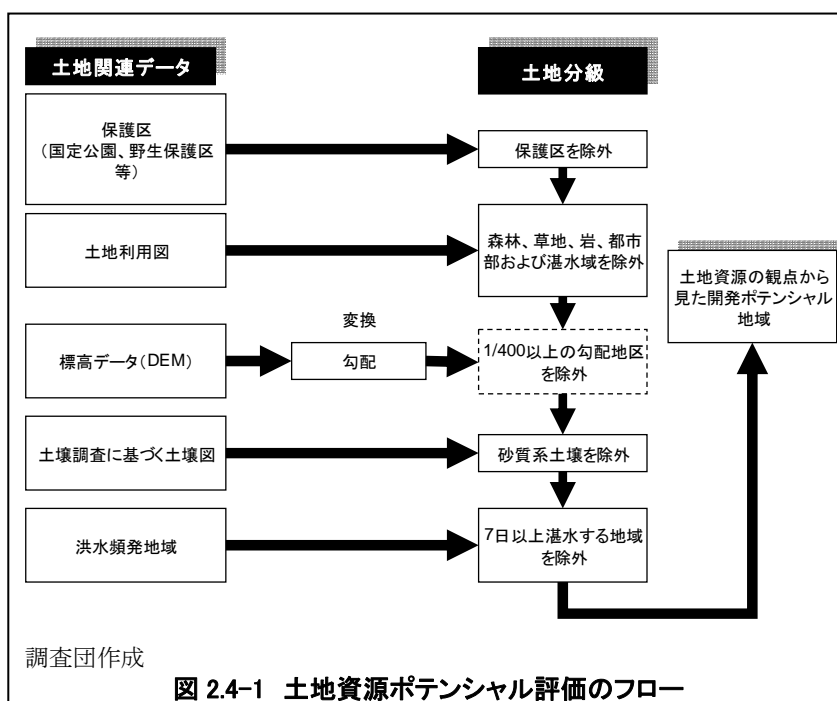 土地関連データ
土地分級
保護区
(国定公園、野生保護区
等)
保護区を除外
土地利用図
森林、草地、岩、都市
部および湛水域を除外
土地資源の観点から
見た開発ポテンシャル
地域
変換
標高データ(DEM)
勾配
1/400以上の勾配地区
を除外
土壌調査に基づく土壌図
砂質系土壌を除外
洪水頻発地域
7日以上湛水する地域
を除外
調査団作成
図 2.4-1 土地資源ポテンシャル評価のフロー